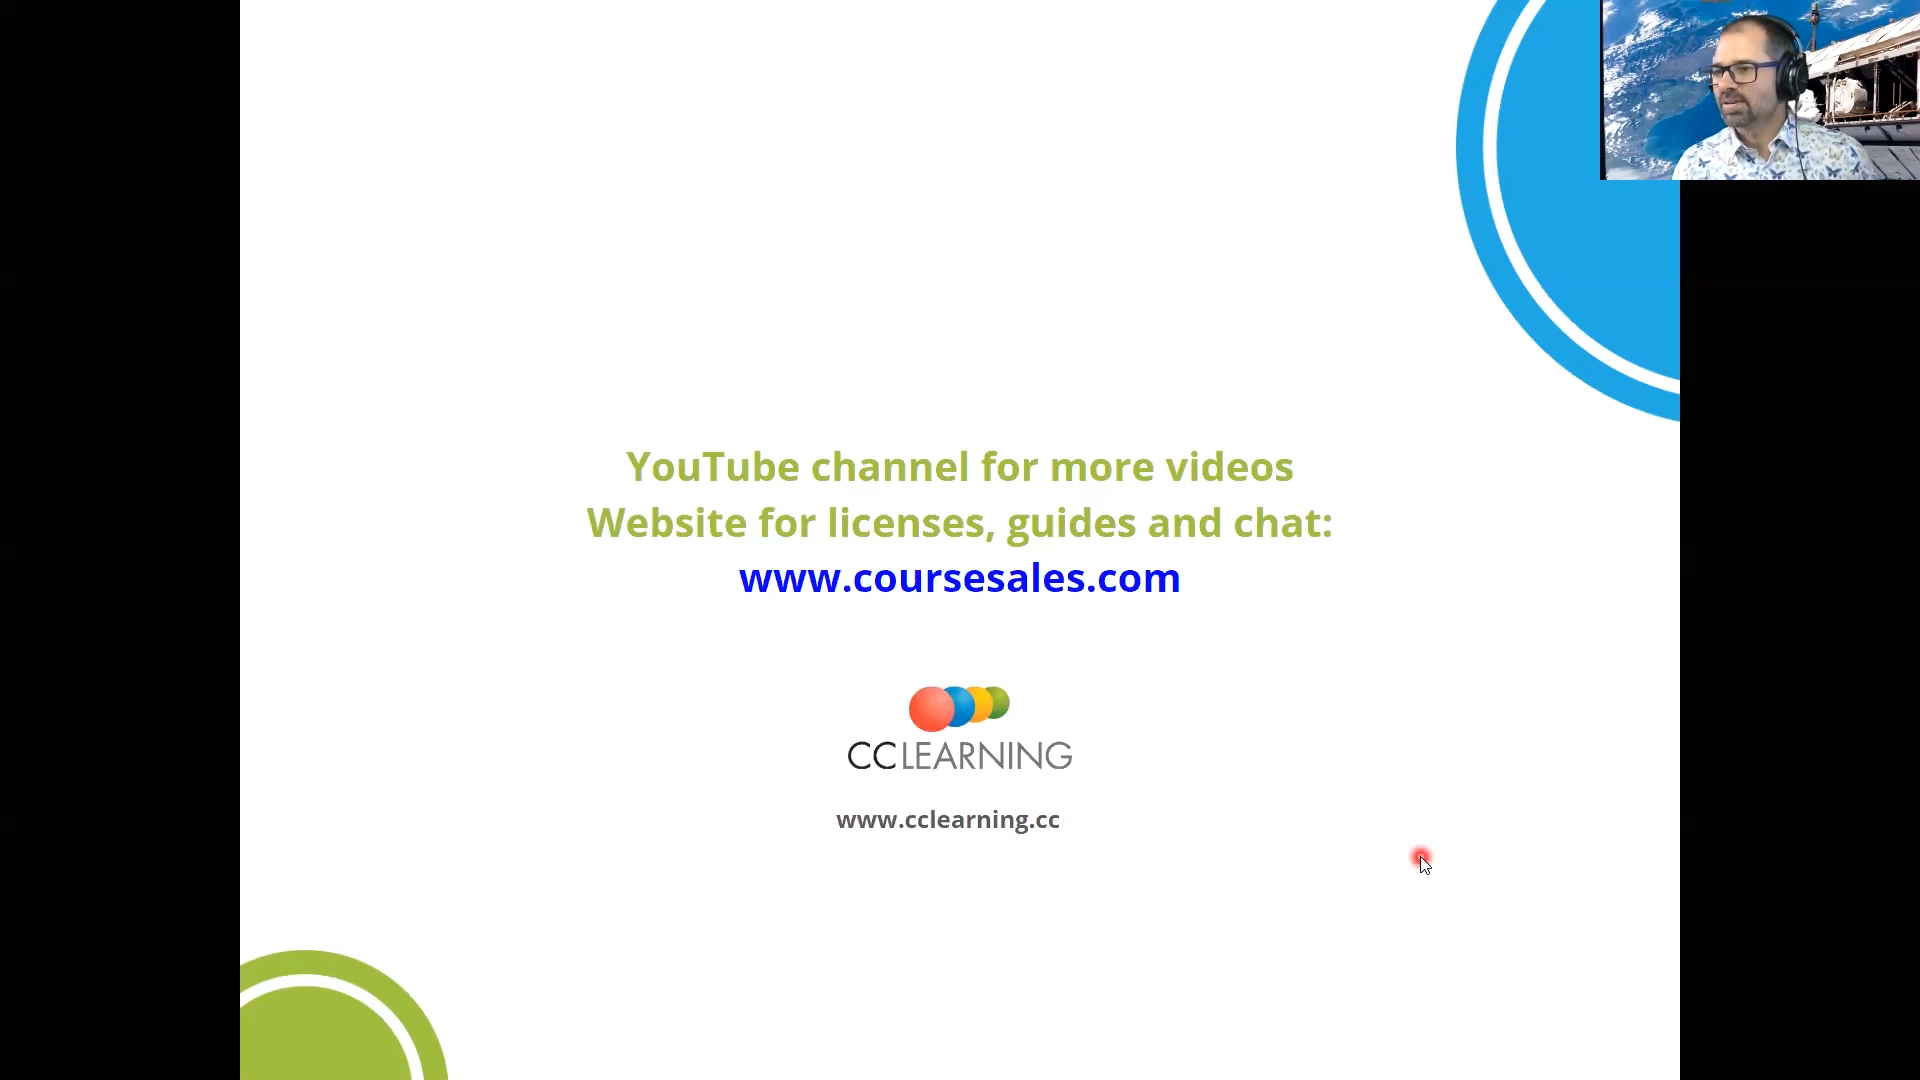 YouTube channel for more videos
Website for licenses, guides and chat:
www.coursesales.com
CCLEARNING
www.cclearning.cc